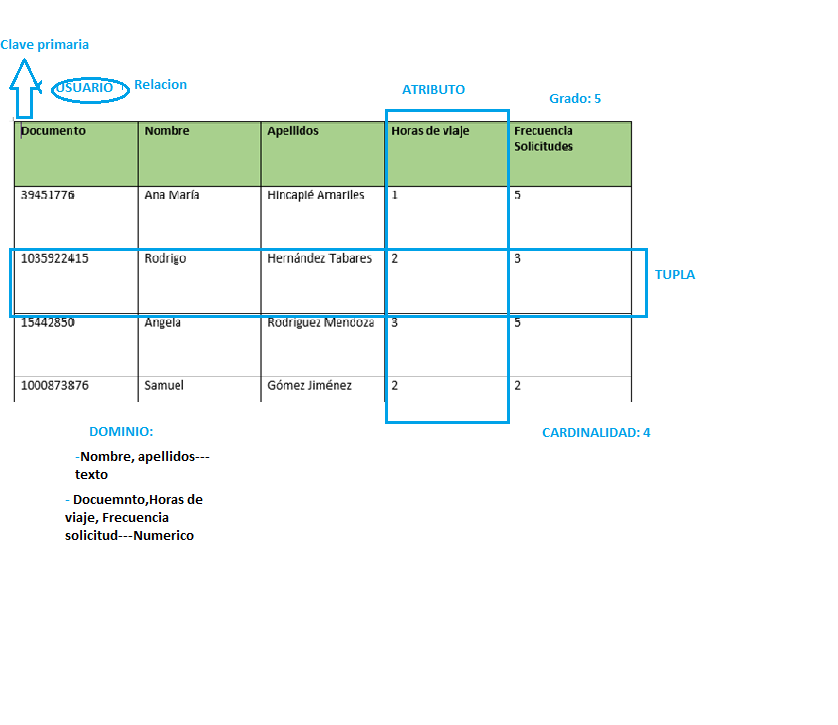 Clave primaria
USUARIO Relacion
ATRIBUTO
Grado: 5
Documento Nombre Apellidos Horas de viaje Frecuencia
Solicitudes
39451776 Ana María Hincapié Amariles 1 5
1035922415 Rodrigo Hernández Tabares 2 3
TUPLA
15442850 Angela Rodriguez Mendoza 3 5
1000873876 Samuel Gómez Jiménez 2 2
DOMINIO:
CARDINALIDAD: 4
-Nombre, apellidos---
texto
- Docuemnto,Horas de
viaje, Frecuencia
solicitud---Numerico